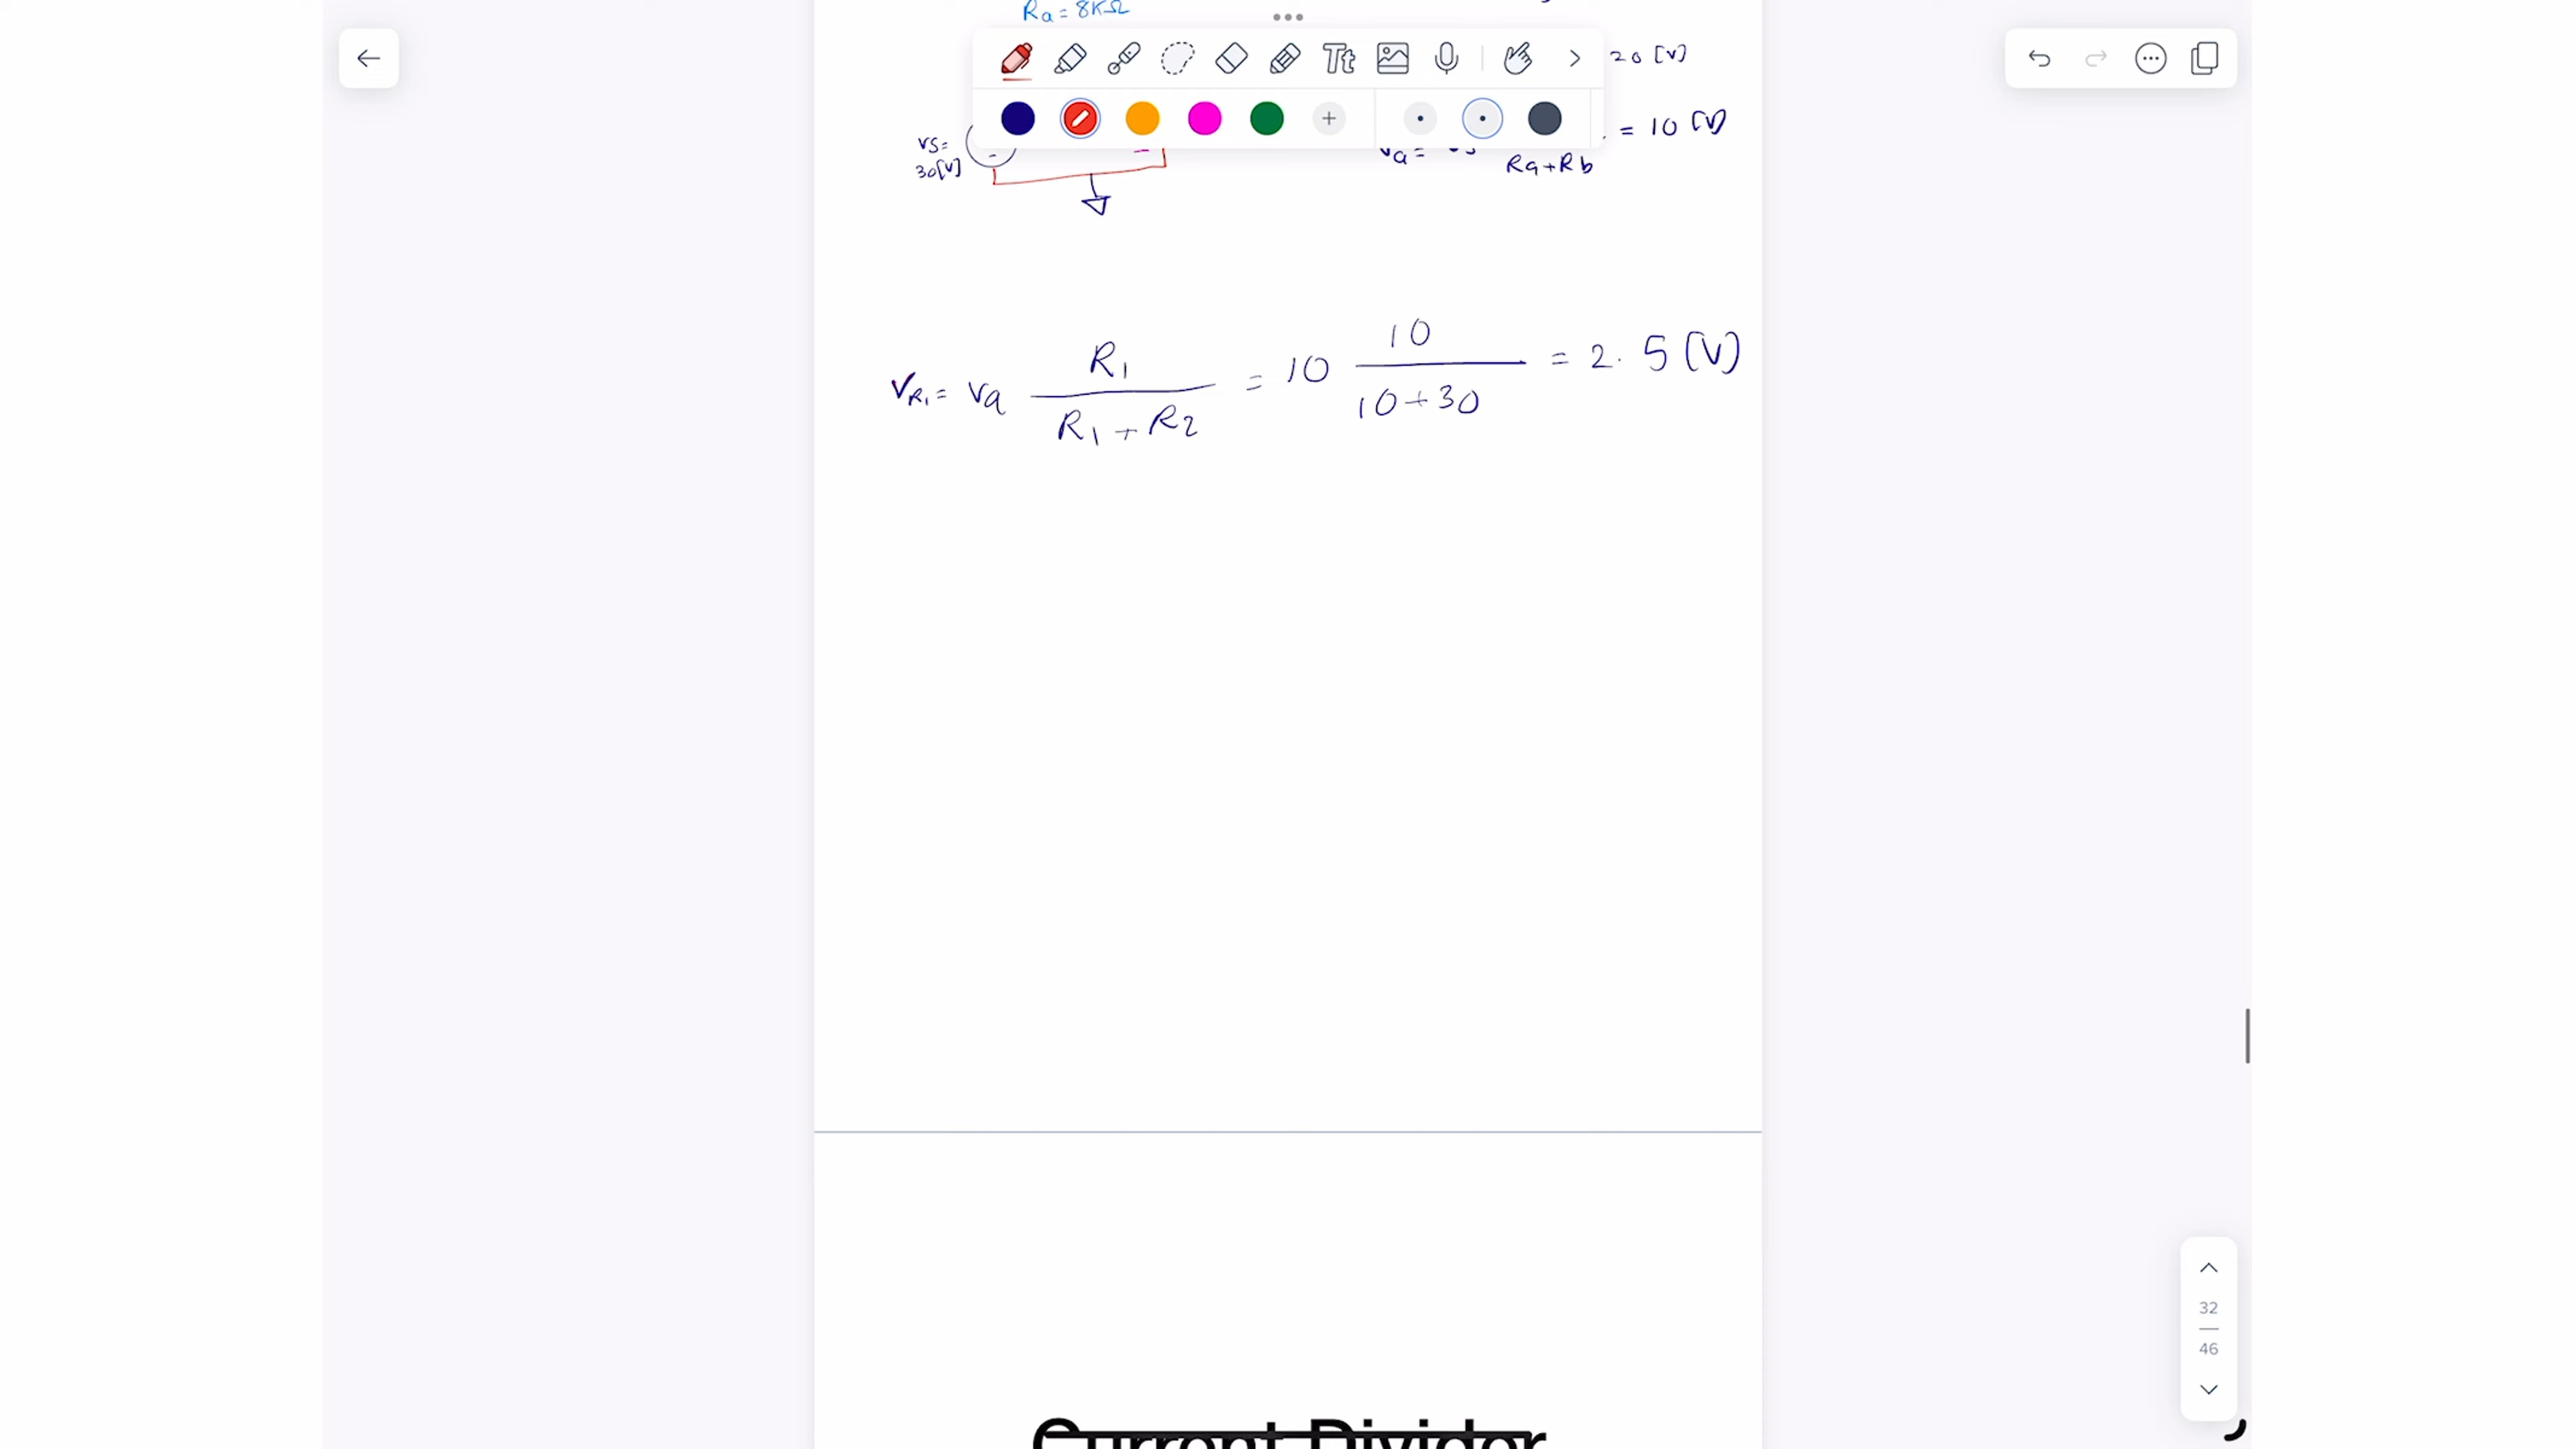 Ra = 8KΩ
20 [V]
Tt
vs=
30[V]
-
-
= 10 [V]
Va=
Ra+Rb
VR1 = Va R1 / R1 + R2 = 10 10 / 10+30 = 2.5 [V]
32
46
Current Divider